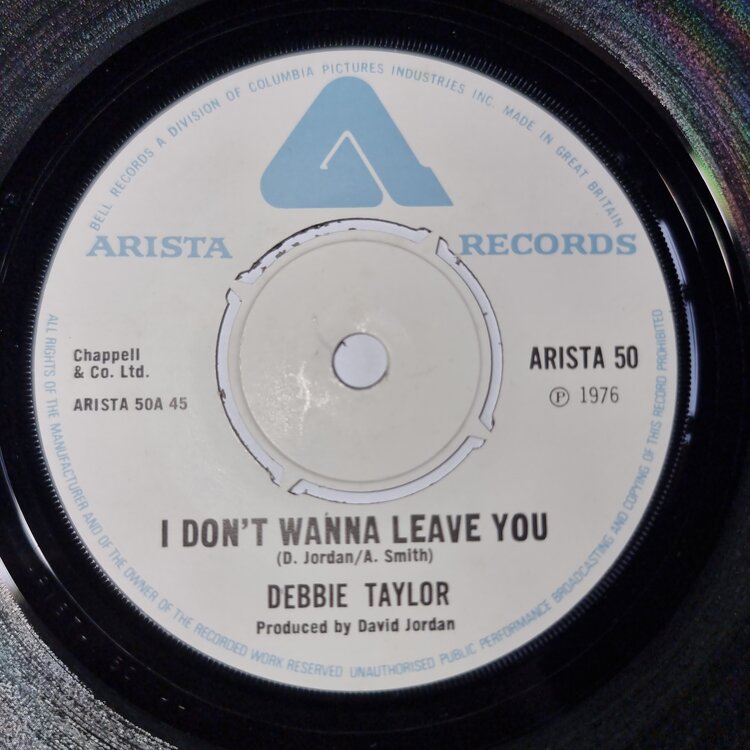 BELL RECORDS A DIVISION OF COLUMBIA PICTURES INDUSTRIES INC. MADE IN GREAT BRITAIN
ARISTA RECORDS
Chappell
& Co. Ltd.
ARISTA 50A 45
ARISTA 50
Ⓟ 1976
I DON'T WANNA LEAVE YOU
(D. Jordan/A. Smith)
DEBBIE TAYLOR
Produced by David Jordan
ALL RIGHTS OF THE MANUFACTURER AND OF THE OWNER OF THE RECORDED WORK RESERVED UNAUTHORISED PUBLIC PERFORMANCE BROADCASTING AND COPYING OF THIS RECORD PROHIBITED